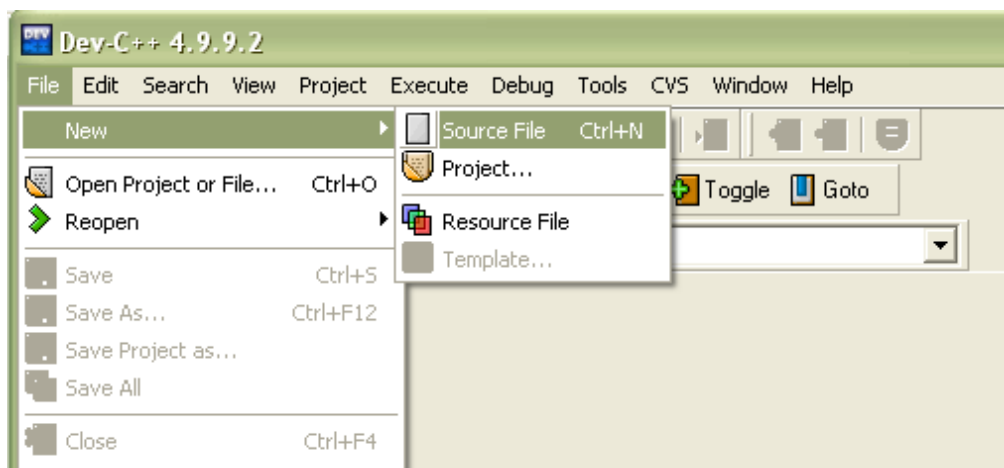 DEV Dev-C++ 4.9.9.2
File Edit Search View Project Execute Debug Tools CVS Window Help
New
Source File Ctrl+N
Project...
Open Project or File... Ctrl+O
Toggle Goto
Reopen
Resource File
Template...
Save Ctrl+S
Save As... Ctrl+F12
Save Project as...
Save All
Close Ctrl+F4